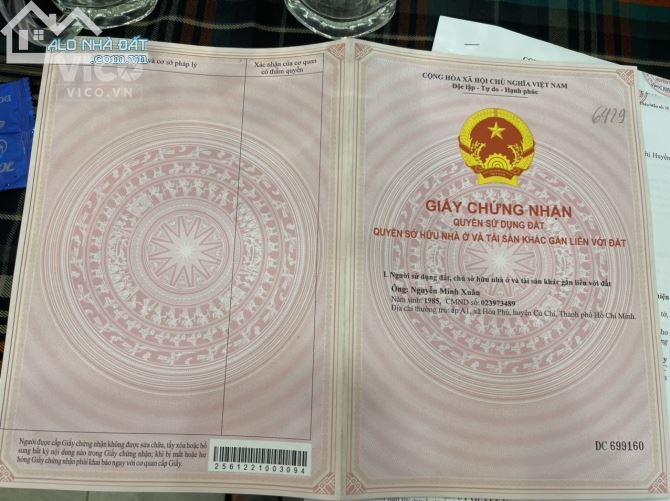 ALO NHÀ ĐẤT
.com.vn
VICO
VICO.VN
và cơ sở pháp lý
Xác nhận của cơ quan
có thẩm quyền
Người được cấp Giấy chứng nhận không được sửa chữa, tẩy xóa hoặc bổ
sung bất kỳ nội dung nào trong Giấy chứng nhận; khi bị mất hoặc hư
hỏng Giấy chứng nhận phải khai báo ngay với cơ quan cấp Giấy.
2561221003094
CỘNG HÒA XÃ HỘI CHỦ NGHĨA VIỆT NAM
Độc lập - Tự do - Hạnh phúc
6429
GIẤY CHỨNG NHẬN
QUYỀN SỬ DỤNG ĐẤT
QUYỀN SỞ HỮU NHÀ Ở VÀ TÀI SẢN KHÁC GẮN LIỀN VỚI ĐẤT
I. Người sử dụng đất, chủ sở hữu nhà ở và tài sản khác gắn liền với đất
Ông: Nguyễn Minh Xuân
Năm sinh: 1985, CMND số: 023973489
Địa chỉ thường trú: ấp A1, xã Hòa Phú, huyện Củ Chi, Thành phố Hồ Chí Minh.
DC 699160